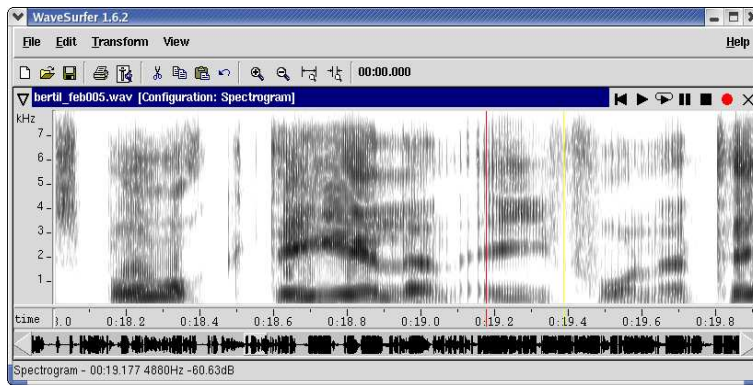 WaveSurfer 1.6.2
File Edit Transform View Help
00:00.000
bertil_feb005.wav [Configuration: Spectrogram]
kHz
7
6
5
4
3
2
1
time 3.0 0:18.2 0:18.4 0:18.6 0:18.8 0:19.0 0:19.2 0:19.4 0:19.6 0:19.8
Spectrogram - 00:19.177 4880Hz -60.63dB